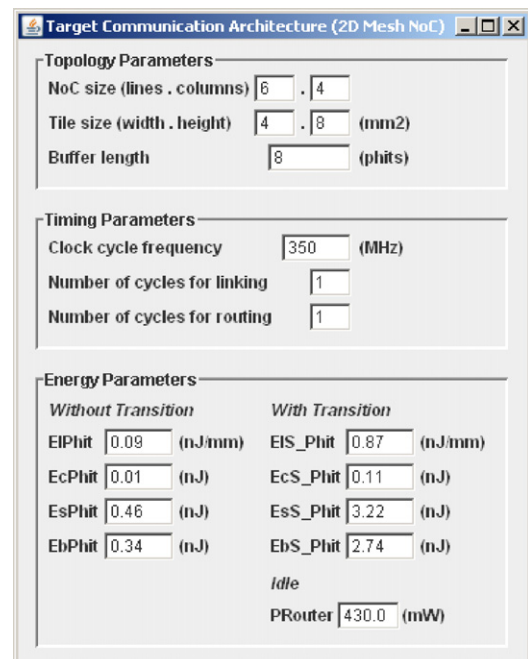 Target Communication Architecture (2D Mesh NoC)
Topology Parameters
NoC size (lines . columns) 6 . 4
Tile size (width . height) 4 . 8 (mm2)
Buffer length 8 (phits)
Timing Parameters
Clock cycle frequency 350 (MHz)
Number of cycles for linking 1
Number of cycles for routing 1
Energy Parameters
Without Transition With Transition
ElPhit 0.09 (nJ/mm) ElS_Phit 0.87 (nJ/mm)
EcPhit 0.01 (nJ) EcS_Phit 0.11 (nJ)
EsPhit 0.46 (nJ) EsS_Phit 3.22 (nJ)
EbPhit 0.34 (nJ) EbS_Phit 2.74 (nJ)
Idle
PRouter 430.0 (mW)